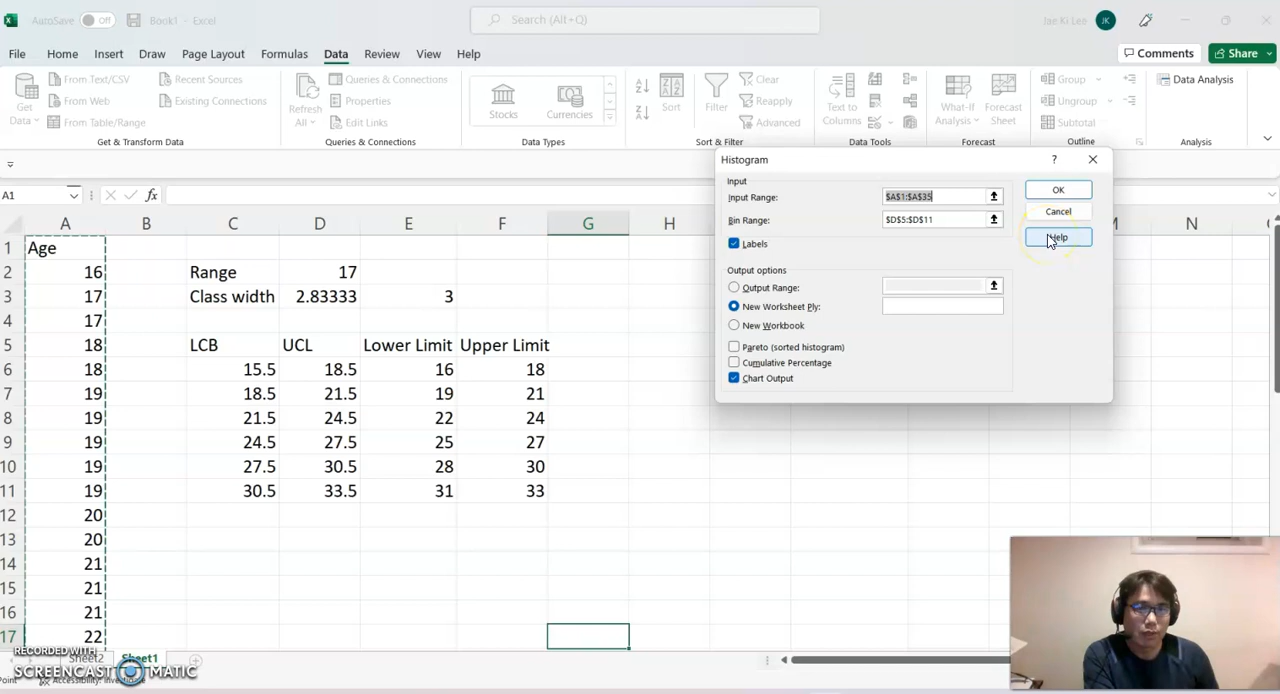 AutoSave Off Book1 - Excel Search (Alt+Q) Jae Ki Lee JK
File Home Insert Draw Page Layout Formulas Data Review View Help Comments Share
Get Data
From Text/CSV
From Web
From Table/Range
Recent Sources
Existing Connections
Get & Transform Data
Refresh All
Queries & Connections
Properties
Edit Links
Queries & Connections
Stocks Currencies
Data Types
Sort
Filter
Clear
Reapply
Advanced
Sort & Filter
Text to Columns
Data Tools
What-If Analysis
Forecast Sheet
Forecast
Group
Ungroup
Subtotal
Outline
Data Analysis
Analysis
A1 fx
A B C D E F G H M N
1 Age
2 16 Range 17
3 17 Class width 2.83333 3
4 17
5 18 LCB UCL Lower Limit Upper Limit
6 18 15.5 18.5 16 18
7 19 18.5 21.5 19 21
8 19 21.5 24.5 22 24
9 19 24.5 27.5 25 27
10 19 27.5 30.5 28 30
11 19 30.5 33.5 31 33
12 20
13 20
14 21
15 21
16 21
17 22
Histogram ?
Input
Input Range: $A$1:$A$35
Bin Range: $D$5:$D$11
Labels
Output options
Output Range:
New Worksheet Ply:
New Workbook
Pareto (sorted histogram)
Cumulative Percentage
Chart Output
OK
Cancel
Help
Sheet2 Sheet1
RECORDED WITH
SCREENCAST MATIC
Point